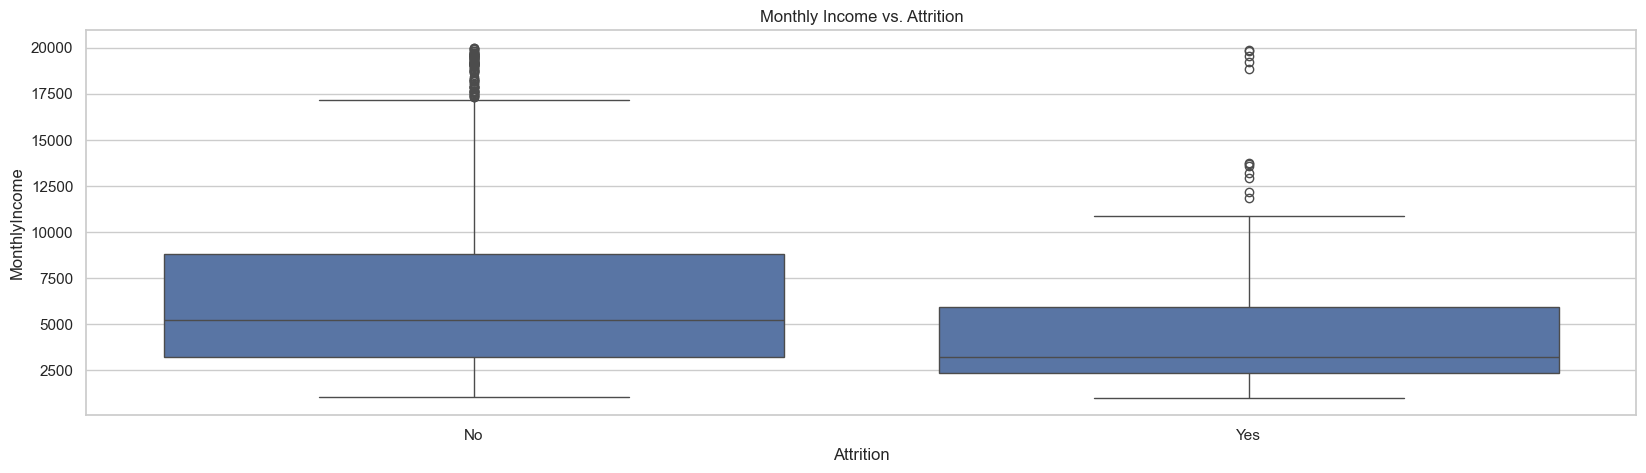 Monthly Income vs. Attrition
20000
17500
15000
12500
10000
7500
5000
2500
MonthlyIncome
No
Yes
Attrition